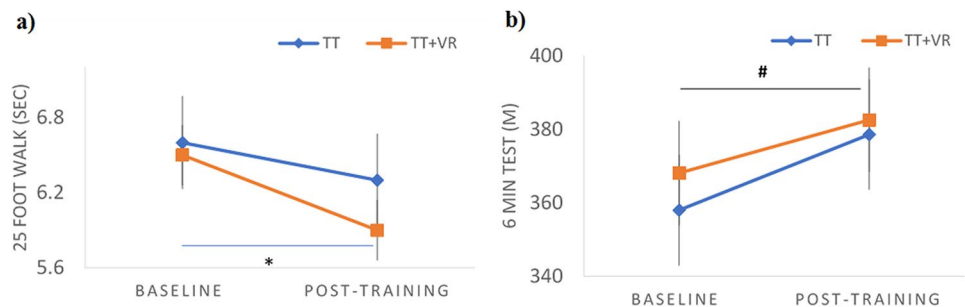 a)
TT TT+VR
25 FOOT WALK (SEC)
6.8
6.2
5.6
*
BASELINE POST-TRAINING
b)
TT TT+VR
6 MIN TEST (M)
400
380
360
340
#
BASELINE POST-TRAINING